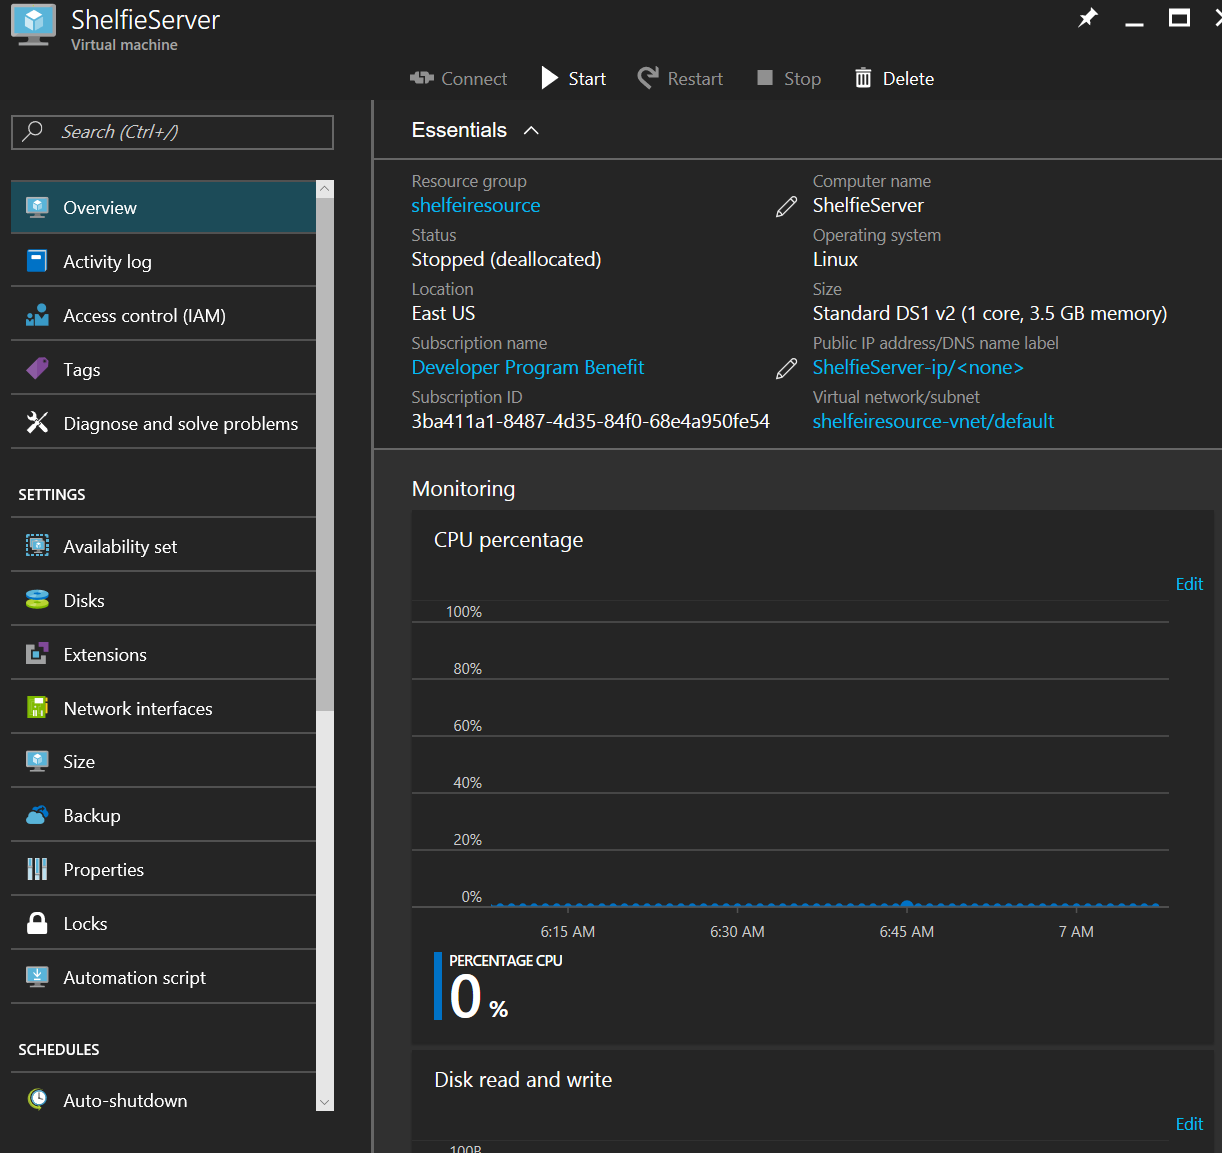 ShelfieServer
Virtual machine
Connect Start Restart Stop Delete
Search (Ctrl+/)
Overview
Activity log
Access control (IAM)
Tags
Diagnose and solve problems
SETTINGS
Availability set
Disks
Extensions
Network interfaces
Size
Backup
Properties
Locks
Automation script
SCHEDULES
Auto-shutdown
Essentials
Resource group
shelfeiresource
Status
Stopped (deallocated)
Location
East US
Subscription name
Developer Program Benefit
Subscription ID
3ba411a1-8487-4d35-84f0-68e4a950fe54
Computer name
ShelfieServer
Operating system
Linux
Size
Standard DS1 v2 (1 core, 3.5 GB memory)
Public IP address/DNS name label
ShelfieServer-ip/<none>
Virtual network/subnet
shelfeiresource-vnet/default
Monitoring
CPU percentage
Edit
100%
80%
60%
40%
20%
0%
6:15 AM 6:30 AM 6:45 AM 7 AM
PERCENTAGE CPU
0 %
Disk read and write
Edit
100B